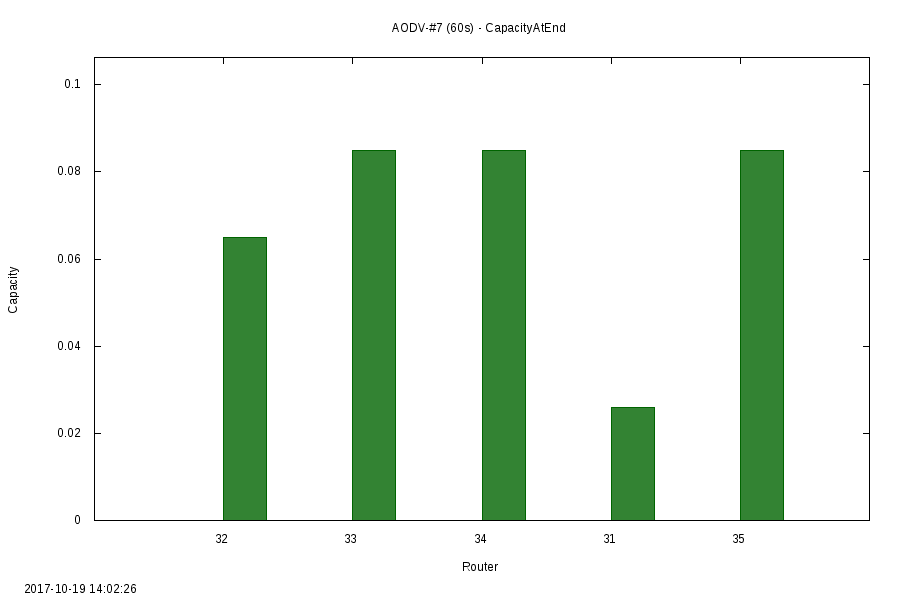 AODV-#7 (60s) - CapacityAtEnd
0.1
0.08
0.06
0.04
0.02
0
Capacity
32 33 34 31 35
Router
2017-10-19 14:02:26